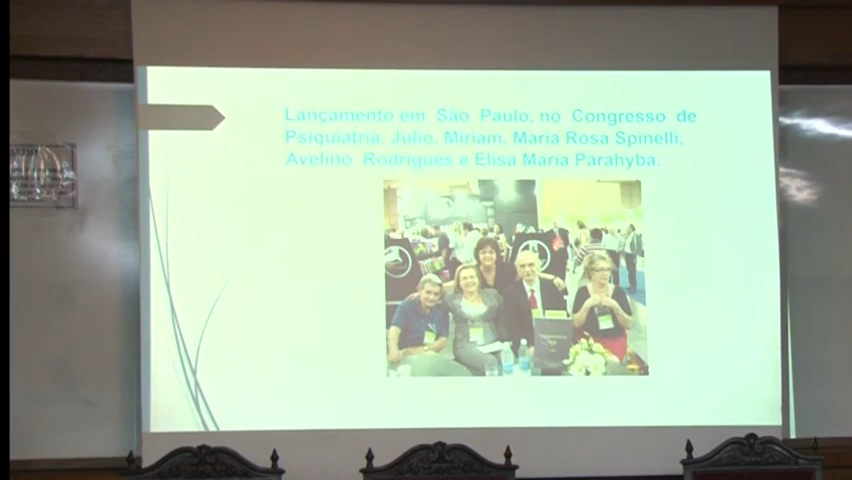 Lançamento em São Paulo, no Congresso de
Psiquiatria. Julio, Miriam, Maria Rosa Spinelli,
Avelino Rodrigues e Elisa Maria Parahyba.